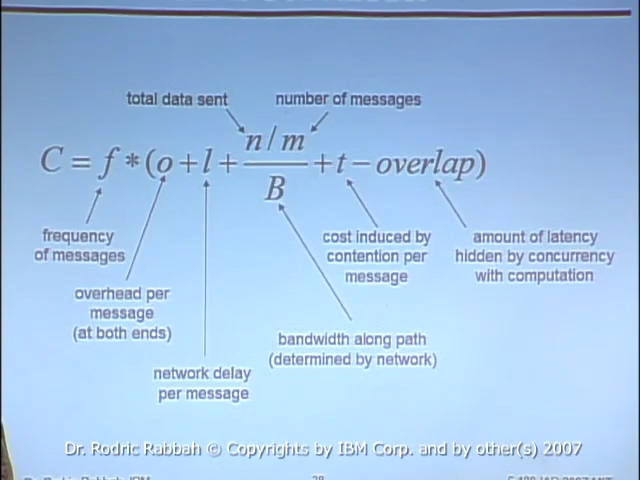 total data sent
number of messages
C = f * (o + l + n / m / B + t − overlap)
frequency
of messages
overhead per
message
(at both ends)
network delay
per message
cost induced by
contention per
message
bandwidth along path
(determined by network)
amount of latency
hidden by concurrency
with computation
Dr. Rodric Rabbah © Copyrights by IBM Corp. and by other(s) 2007